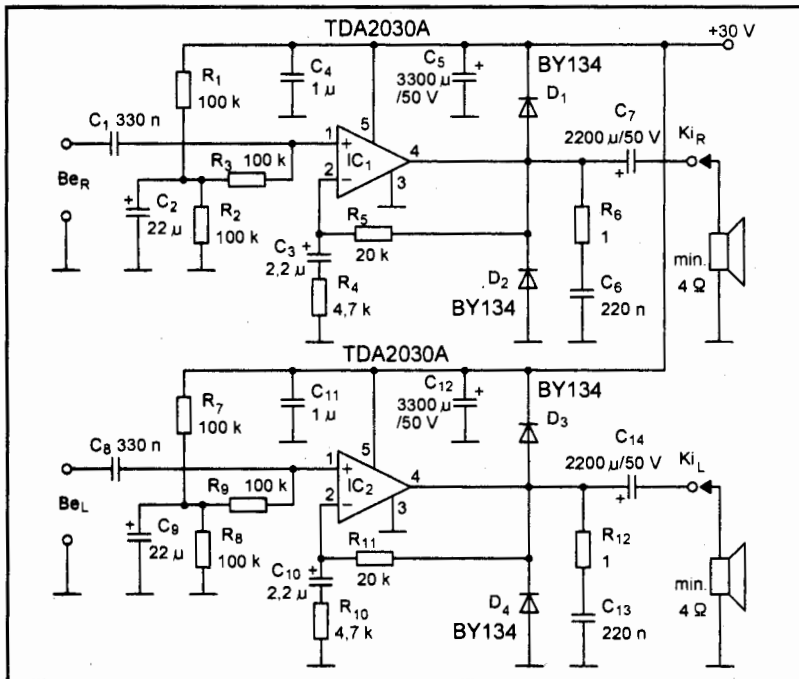 TDA2030A
+30 V
R1
100 k
C4
1 µ
C5
3300 µ
/50 V
BY134
D1
C1 330 n
C7
2200 µ/50 V
KiR
5
1
+
IC1
4
2
−
3
R3
100 k
BeR
C2
22 µ
R2
100k
R5
20 k
C3
2,2 µ
R4
4,7 k
D2
BY134
R6
1
C6
220 n
min.
4 Ω
TDA2030A
R7
100 k
C11
1 µ
C12
3300 µ
/50 V
BY134
D3
C8 330 n
C14
2200 µ/50 V
KiL
5
1
+
IC2
4
2
−
3
R9
100 k
BeL
C9
22 µ
R8
100 k
R11
20 k
C10
2,2 µ
R10
4,7 k
D4
BY134
R12
1
C13
220 n
min.
4 Ω